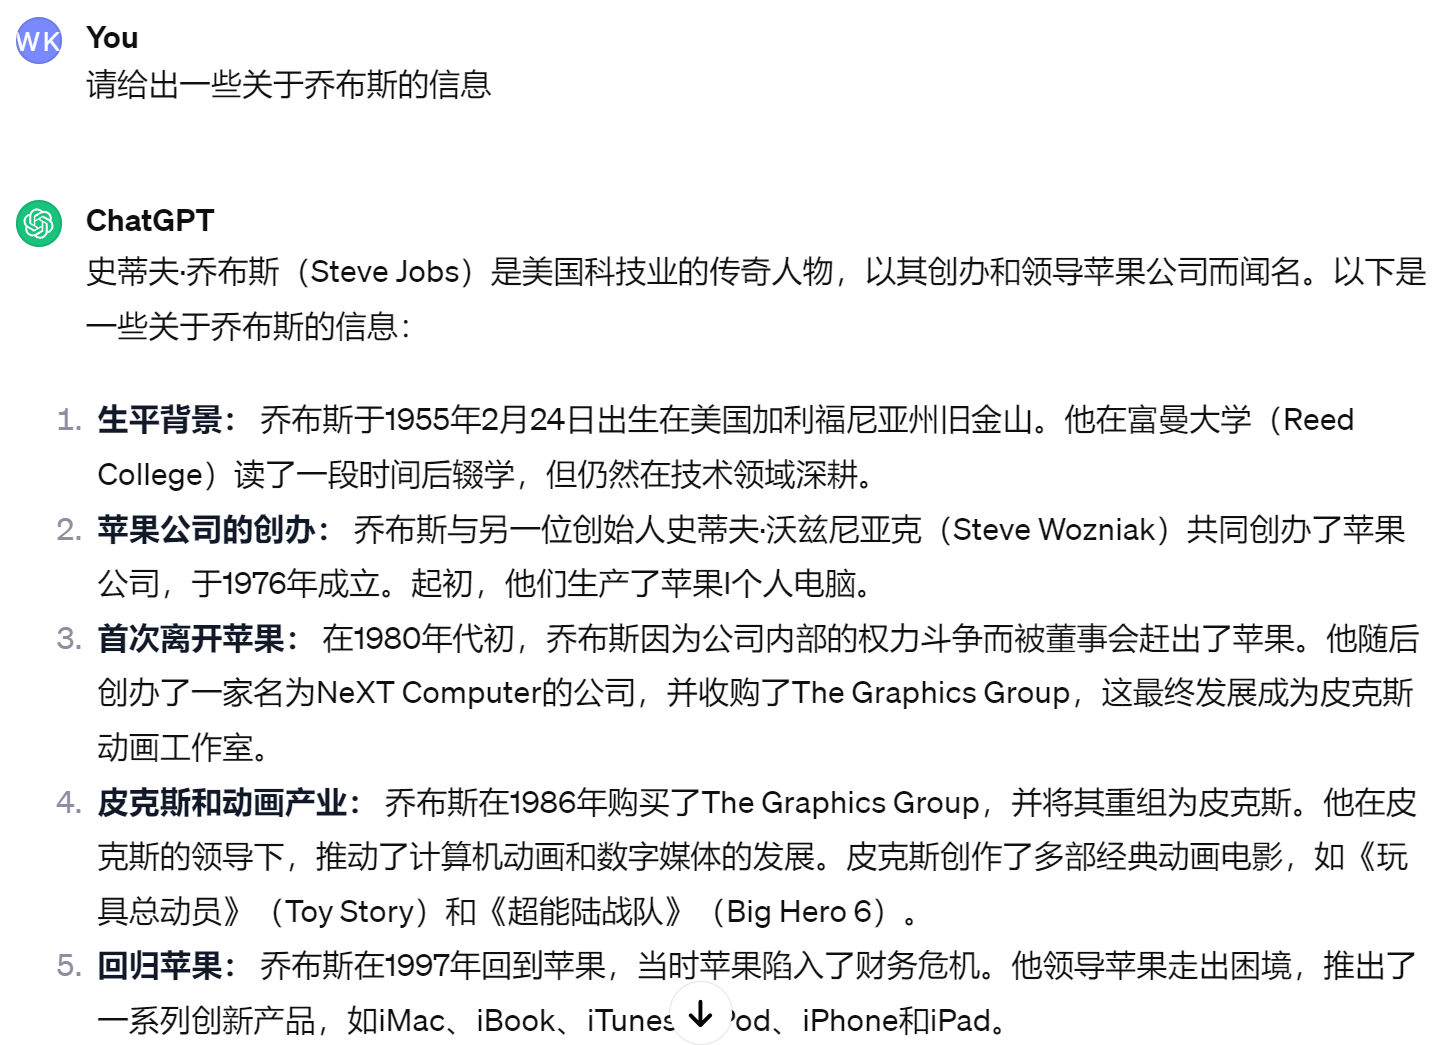 WK
You
请给出一些关于乔布斯的信息
ChatGPT
史蒂夫·乔布斯（Steve Jobs）是美国科技业的传奇人物，以其创办和领导苹果公司而闻名。以下是
一些关于乔布斯的信息：
1. 生平背景： 乔布斯于1955年2月24日出生在美国加利福尼亚州旧金山。他在富曼大学（Reed
College）读了一段时间后辍学，但仍然在技术领域深耕。
2. 苹果公司的创办： 乔布斯与另一位创始人史蒂夫·沃兹尼亚克（Steve Wozniak）共同创办了苹果
公司，于1976年成立。起初，他们生产了苹果I个人电脑。
3. 首次离开苹果： 在1980年代初，乔布斯因为公司内部的权力斗争而被董事会赶出了苹果。他随后
创办了一家名为NeXT Computer的公司，并收购了The Graphics Group，这最终发展成为皮克斯
动画工作室。
4. 皮克斯和动画产业： 乔布斯在1986年购买了The Graphics Group，并将其重组为皮克斯。他在皮
克斯的领导下，推动了计算机动画和数字媒体的发展。皮克斯创作了多部经典动画电影，如《玩
具总动员》（Toy Story）和《超能陆战队》（Big Hero 6）。
5. 回归苹果： 乔布斯在1997年回到苹果，当时苹果陷入了财务危机。他领导苹果走出困境，推出了
一系列创新产品，如iMac、iBook、iTunes、iPhone和iPad。